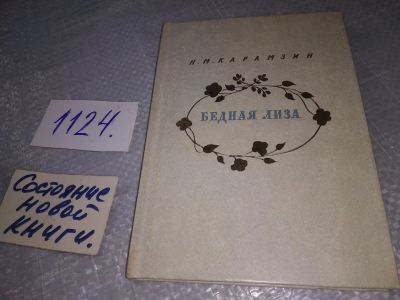 Н. М. КАРАМЗИН
БЕДНАЯ ЛИЗА
1124.
Состояние
новой
книги.